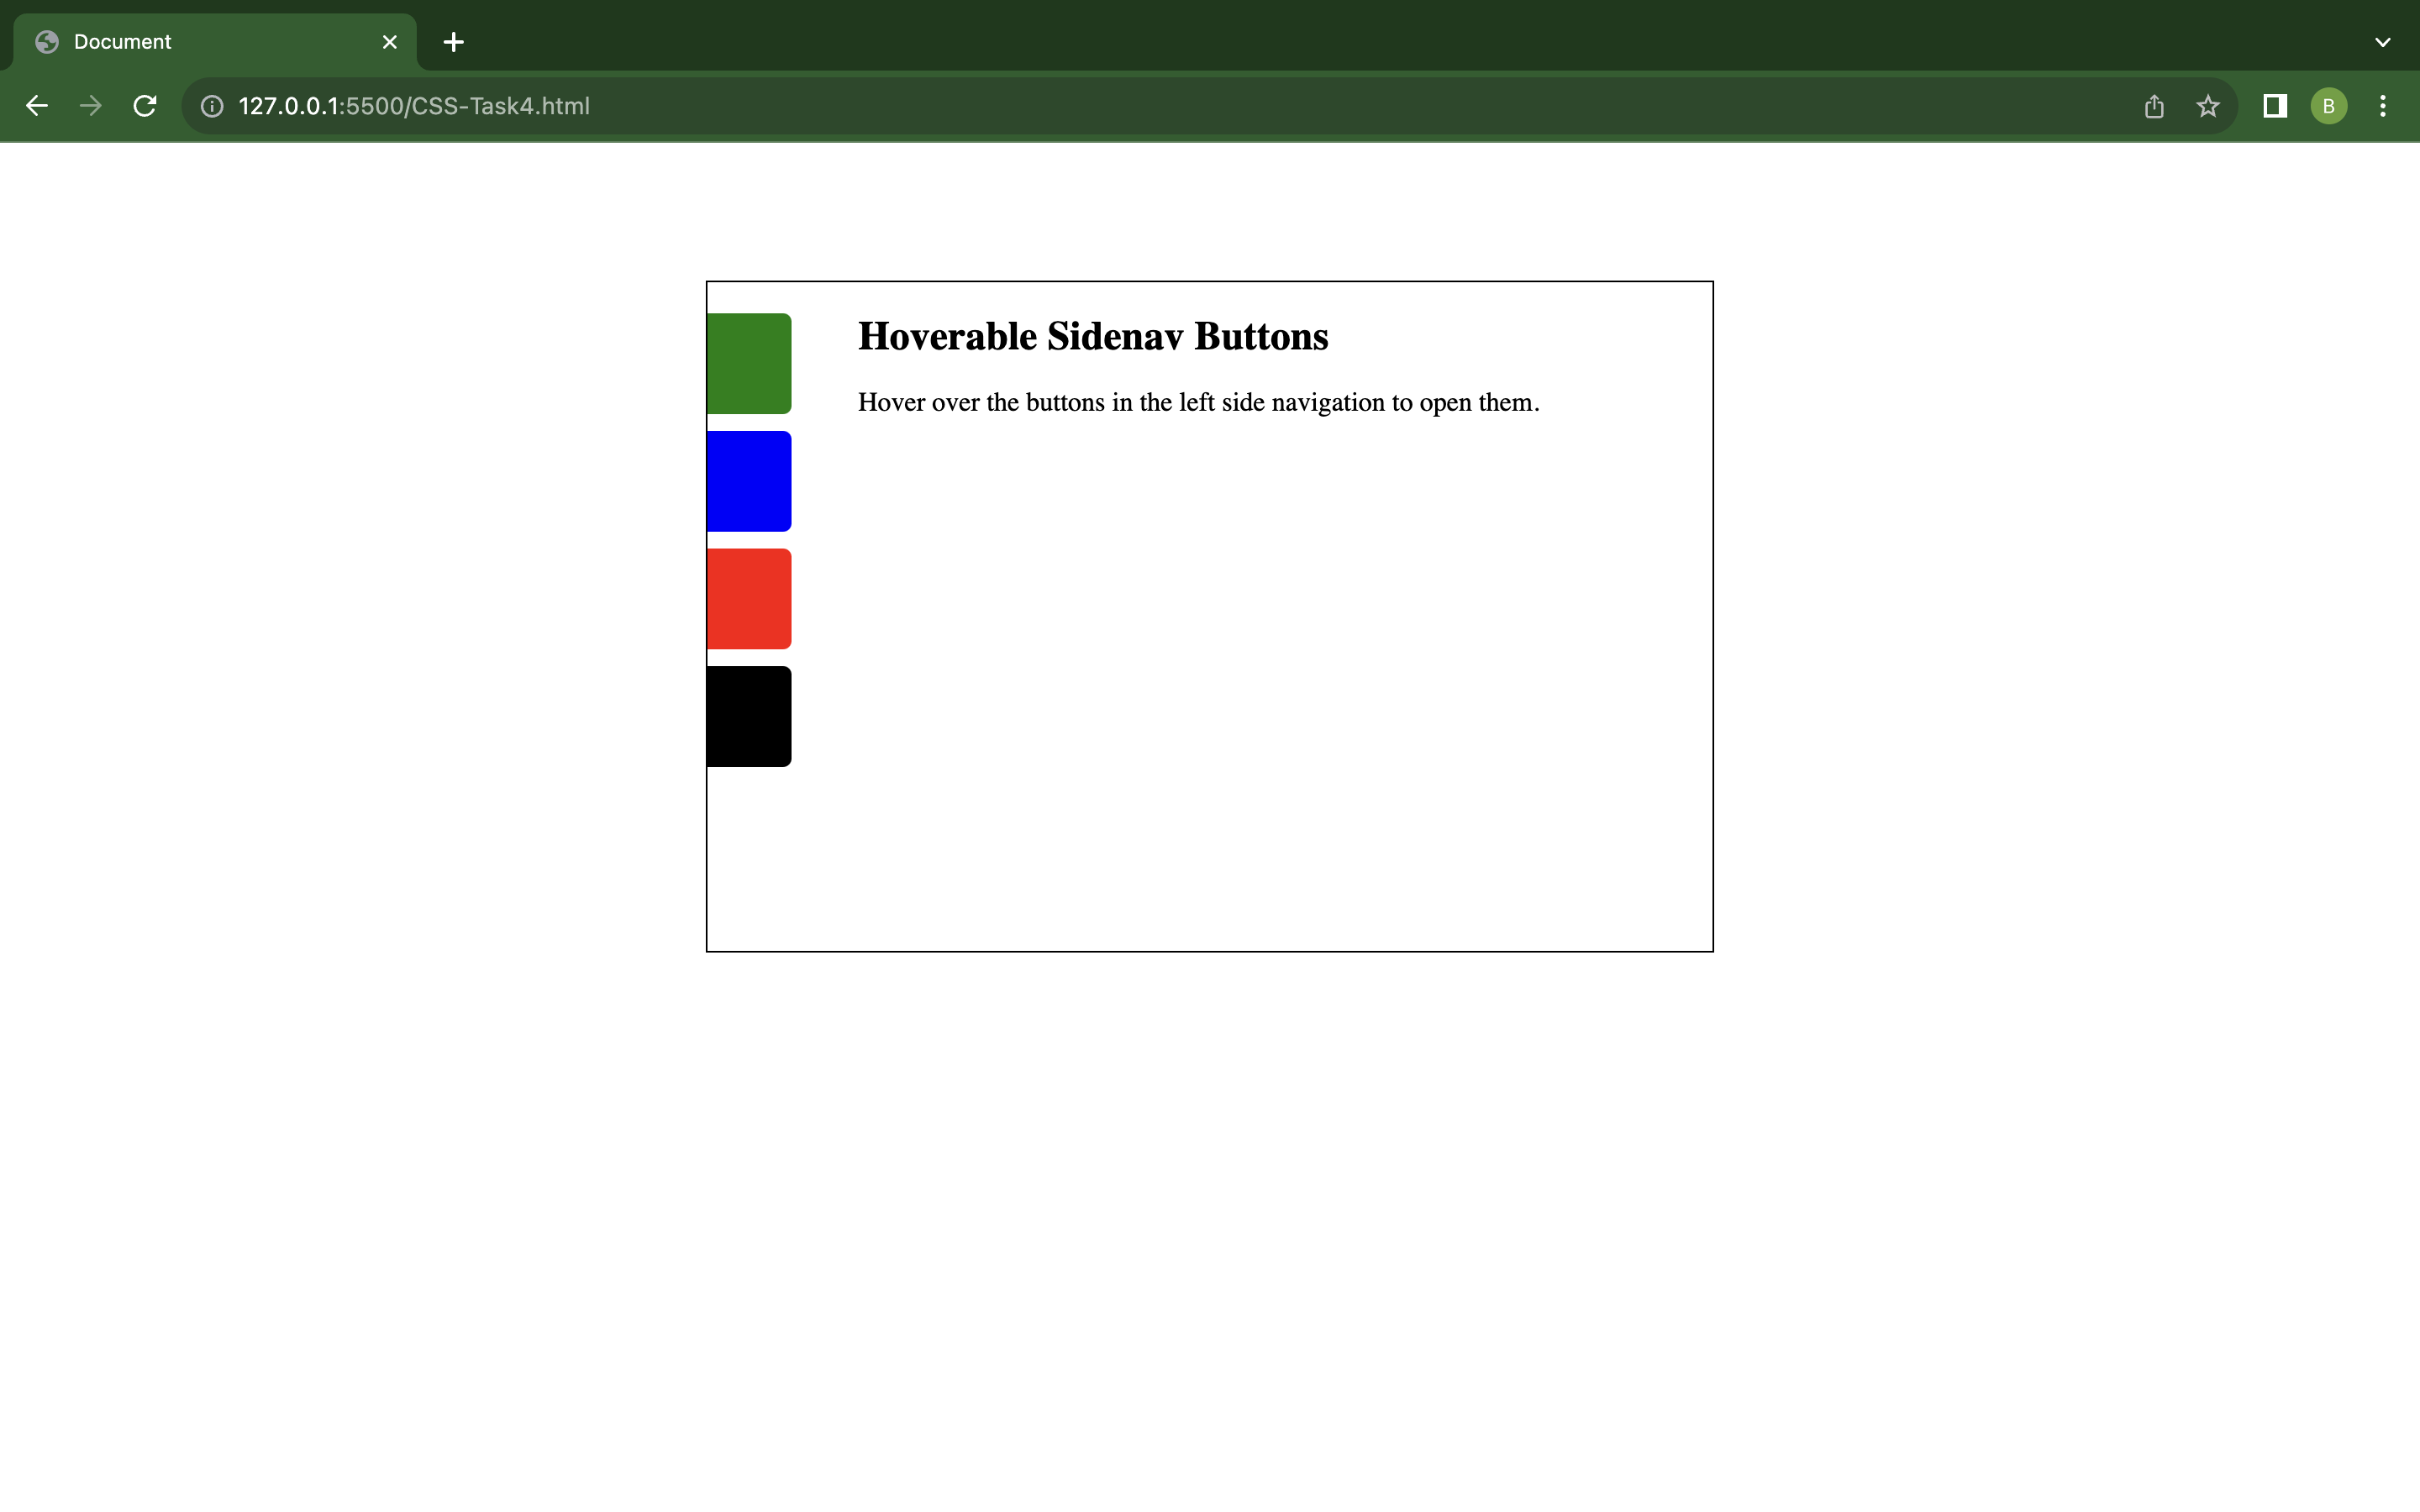 Document
127.0.0.1:5500/CSS-Task4.html
B
Hoverable Sidenav Buttons
Hover over the buttons in the left side navigation to open them.